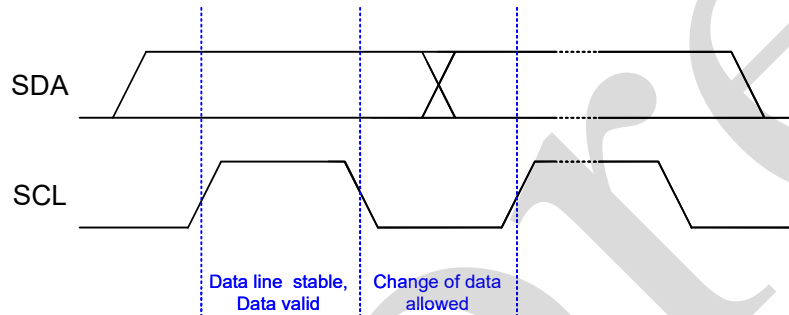 SDA
SCL
Data line stable,
Data valid
Change of data
allowed